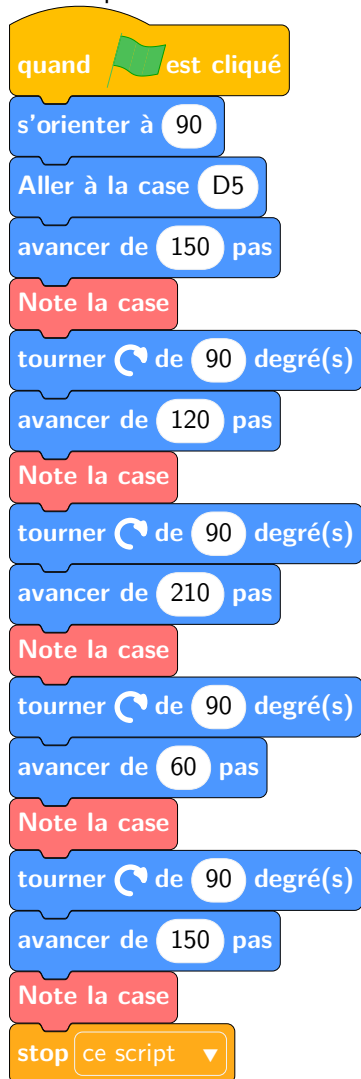 quand est cliqué
s'orienter à 90
Aller à la case D5
avancer de 150 pas
Note la case
tourner de 90 degré(s)
avancer de 120 pas
Note la case
tourner de 90 degré(s)
avancer de 210 pas
Note la case
tourner de 90 degré(s)
avancer de 60 pas
Note la case
tourner de 90 degré(s)
avancer de 150 pas
Note la case
stop ce script